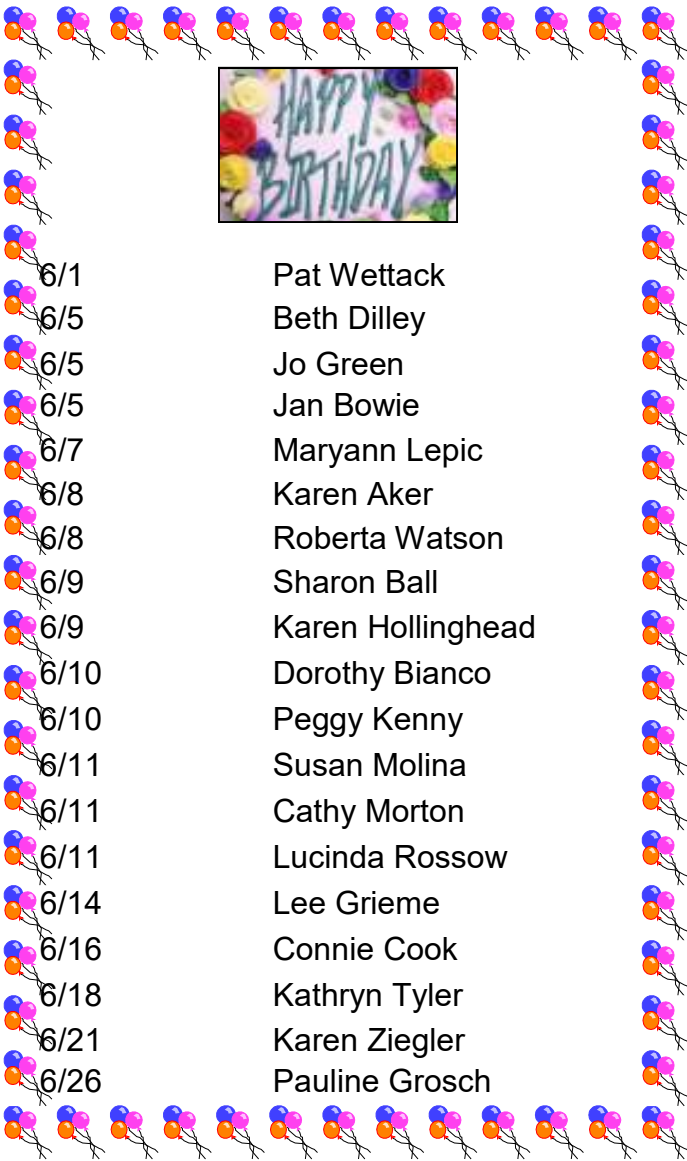 HAPPY
BIRTHDAY
6/1 Pat Wettack
6/5 Beth Dilley
6/5 Jo Green
6/5 Jan Bowie
6/7 Maryann Lepic
6/8 Karen Aker
6/8 Roberta Watson
6/9 Sharon Ball
6/9 Karen Hollinghead
6/10 Dorothy Bianco
6/10 Peggy Kenny
6/11 Susan Molina
6/11 Cathy Morton
6/11 Lucinda Rossow
6/14 Lee Grieme
6/16 Connie Cook
6/18 Kathryn Tyler
6/21 Karen Ziegler
6/26 Pauline Grosch